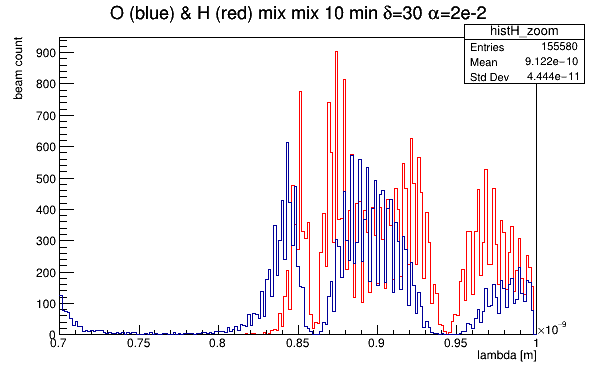 O (blue) & H (red) mix mix 10 min δ=30 α=2e-2
histH_zoom
Entries 155580
Mean 9.122e-10
Std Dev 4.444e-11
beam count
900
800
700
600
500
400
300
200
100
0
0.7 0.75 0.8 0.85 0.9 0.95 1
×10⁻⁹
lambda [m]